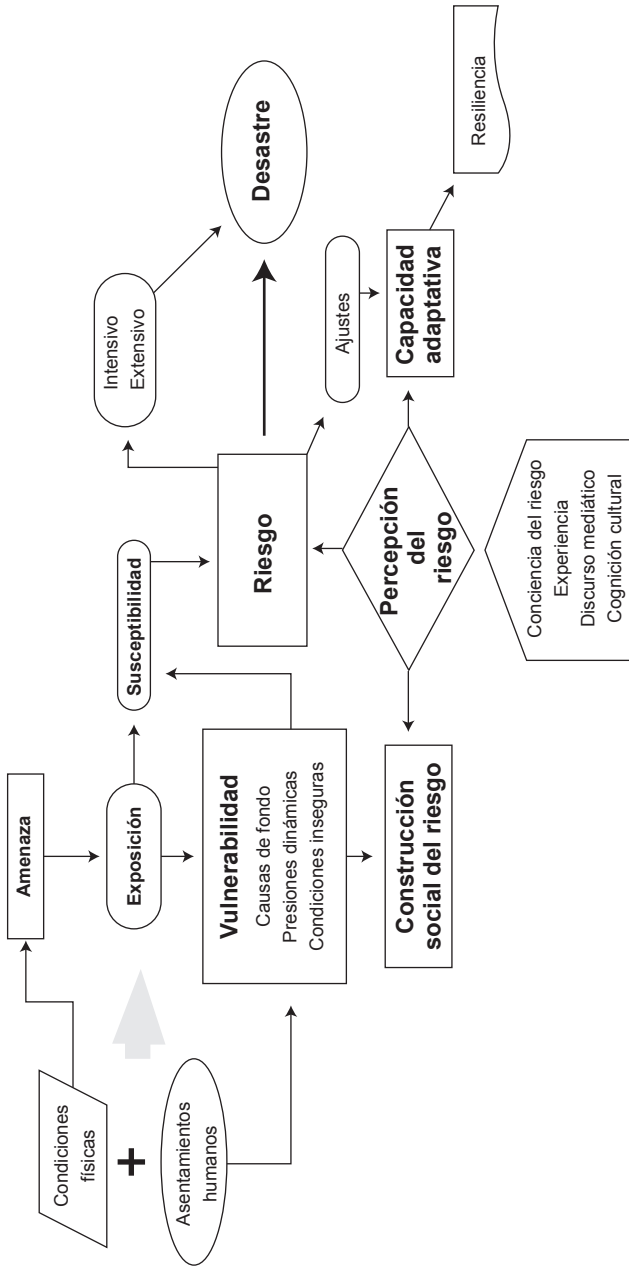 Condiciones
físicas
+
Asentamientos
humanos
Amenaza
Exposición
Vulnerabilidad
Causas de fondo
Presiones dinámicas
Condiciones inseguras
Construcción
social del riesgo
Susceptibilidad
Riesgo
Percepción
del
riesgo
Conciencia del riesgo
Experiencia
Discurso mediático
Cognición cultural
Intensivo
Extensivo
Desastre
Ajustes
Capacidad
adaptativa
Resiliencia